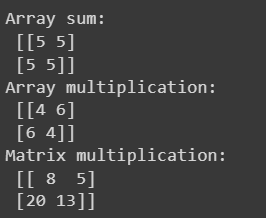 Array sum:
[[5 5]
[5 5]]
Array multiplication:
[[4 6]
[6 4]]
Matrix multiplication:
[[ 8  5]
[20 13]]